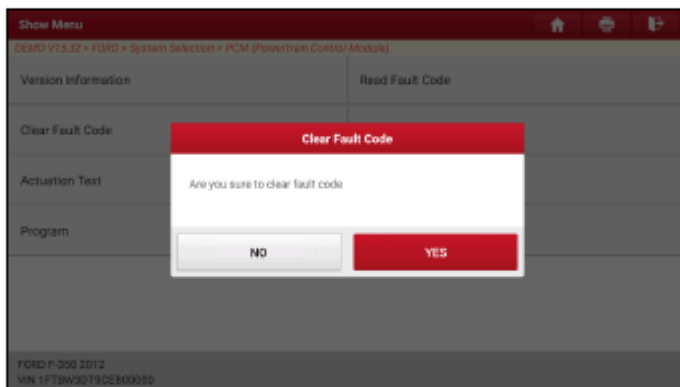 Show Menu
DEMO V15.32 > FORD > System Selection > PCM (Powertrain Control Module)
Version Information
Read Fault Code
Clear Fault Code
Clear Fault Code
Actuation Test
Are you sure to clear fault code
Program
NO
YES
FORD F-350 2012
VIN 1FT8W3DT9CEB00000